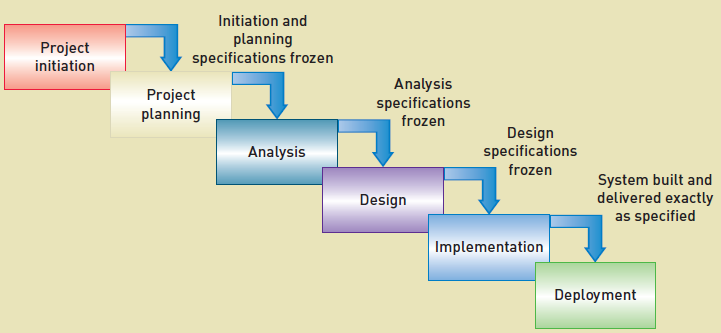 Project
initiation
Initiation and
planning
specifications frozen
Project
planning
Analysis
specifications
frozen
Analysis
Design
specifications
frozen
Design
System built and
delivered exactly
as specified
Implementation
Deployment